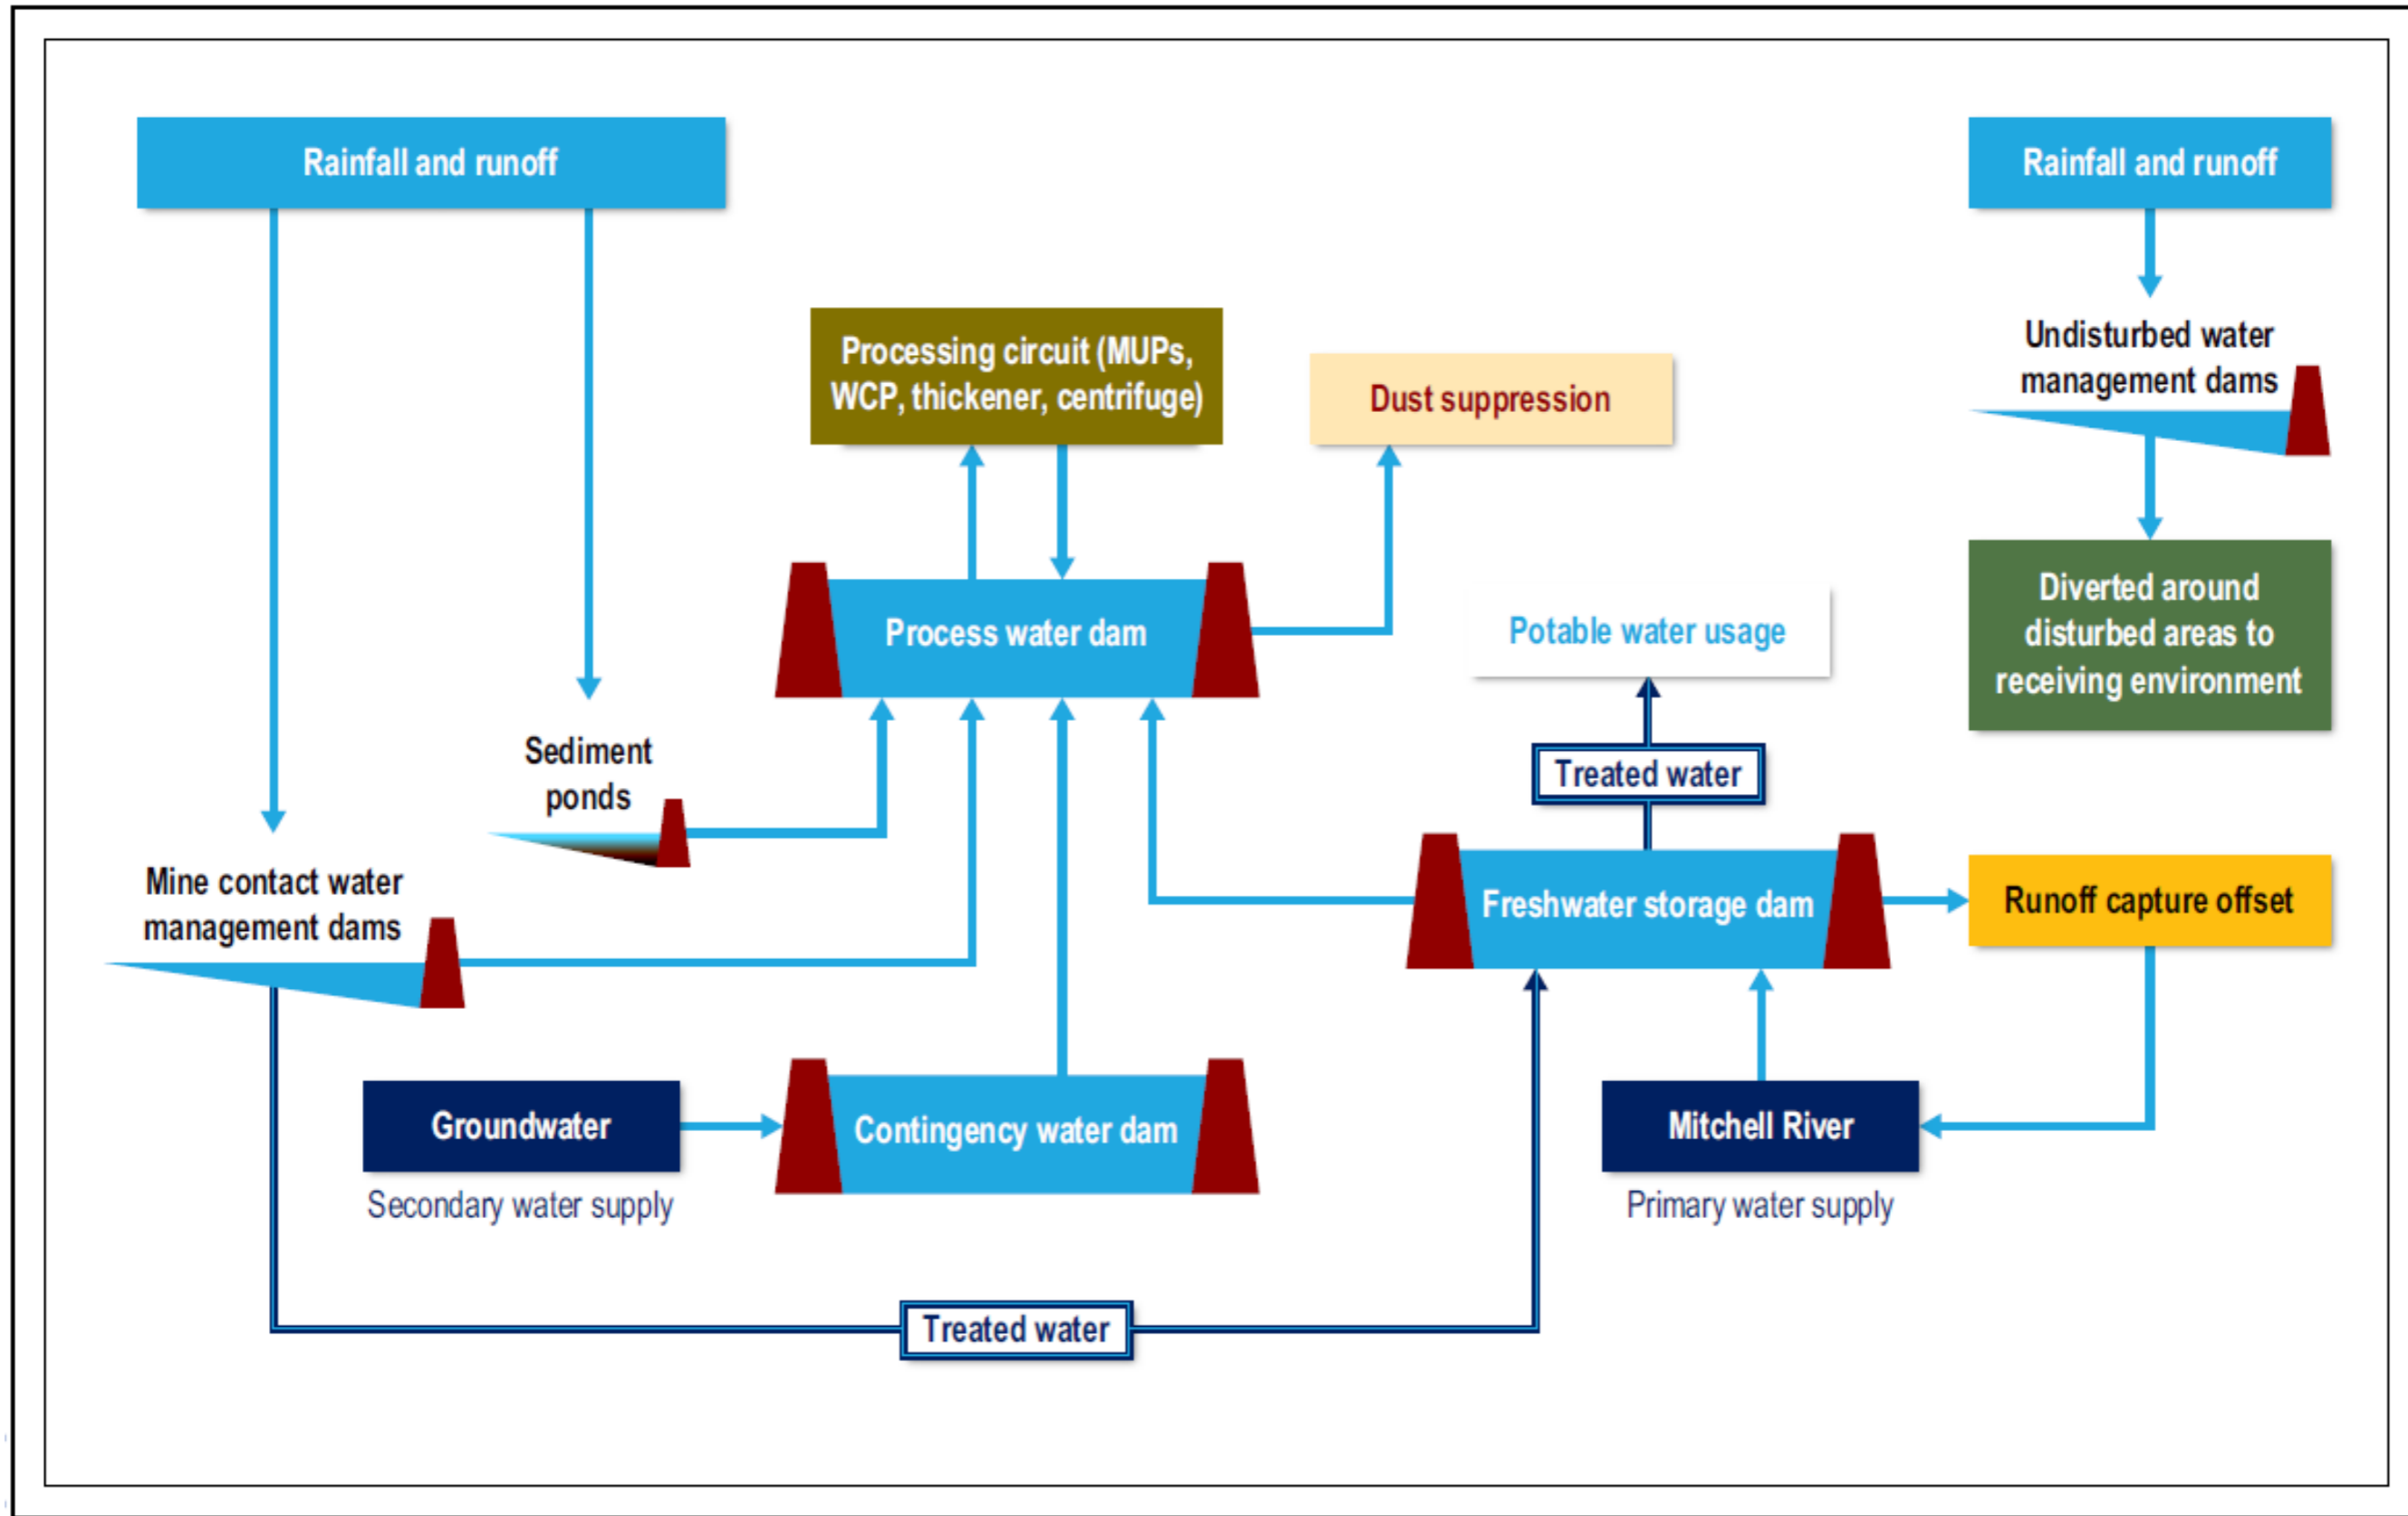 Rainfall and runoff
Rainfall and runoff
Processing circuit (MUPs,
WCP, thickener, centrifuge)
Dust suppression
Undisturbed water
management dams
Process water dam
Potable water usage
Diverted around
disturbed areas to
receiving environment
Sediment
ponds
Treated water
Mine contact water
management dams
Freshwater storage dam
Runoff capture offset
Groundwater
Secondary water supply
Contingency water dam
Mitchell River
Primary water supply
Treated water